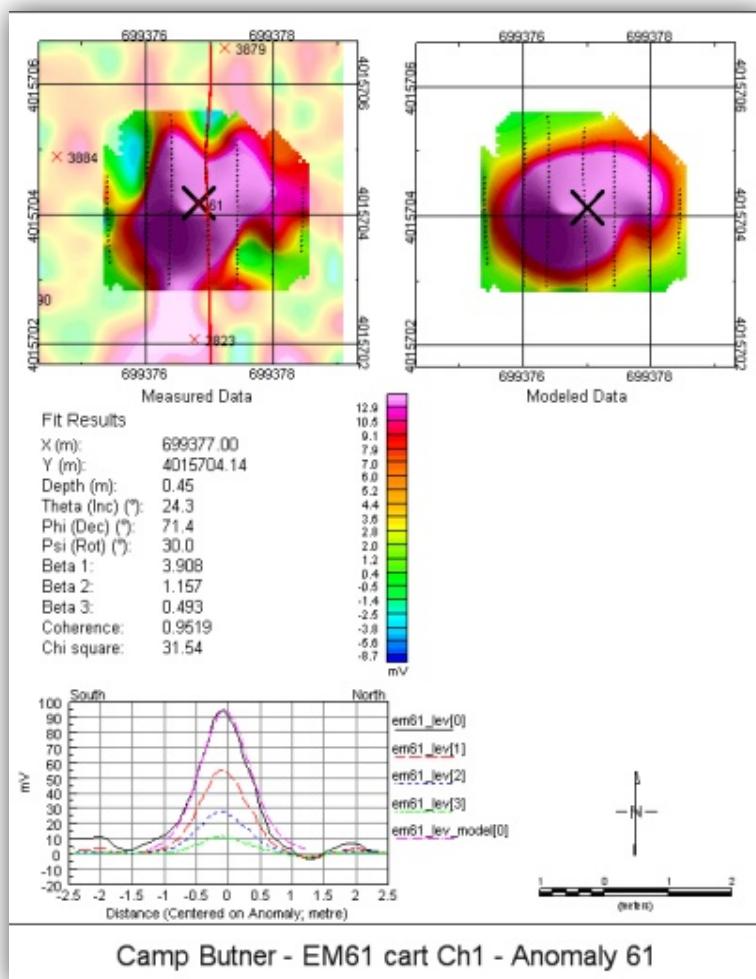 699376
699378
3879
4015706
4015706
4015706
3884
61
4015704
4015704
4015704
4015704
90
3823
4015702
4015702
4015702
4015702
699376
699378
699376
699378
Measured Data
Modeled Data
Fit Results
X (m): 699377.00
Y (m): 4015704.14
Depth (m): 0.45
Theta (Inc) (°): 24.3
Phi (Dec) (°): 71.4
Psi (Rot) (°): 30.0
Beta 1: 3.908
Beta 2: 1.157
Beta 3: 0.493
Coherence: 0.9519
Chi square: 31.54
12.9
10.5
9.1
7.9
7.0
6.0
5.2
4.4
3.6
2.8
2.0
1.2
0.4
-0.5
-1.4
-2.5
-3.8
-5.6
-8.7
mV
South
North
100
90
80
70
60
50
40
30
20
10
0
-10
-20
mV
-2.5 -2 -1.5 -1 -0.5 0 0.5 1 1.5 2 2.5
Distance (Centered on Anomaly; metre)
em61_lev[0]
em61_lev[1]
em61_lev[2]
em61_lev[3]
em61_lev_model[0]
N
1 0 1 2
(meters)
Camp Butner - EM61 cart Ch1 - Anomaly 61